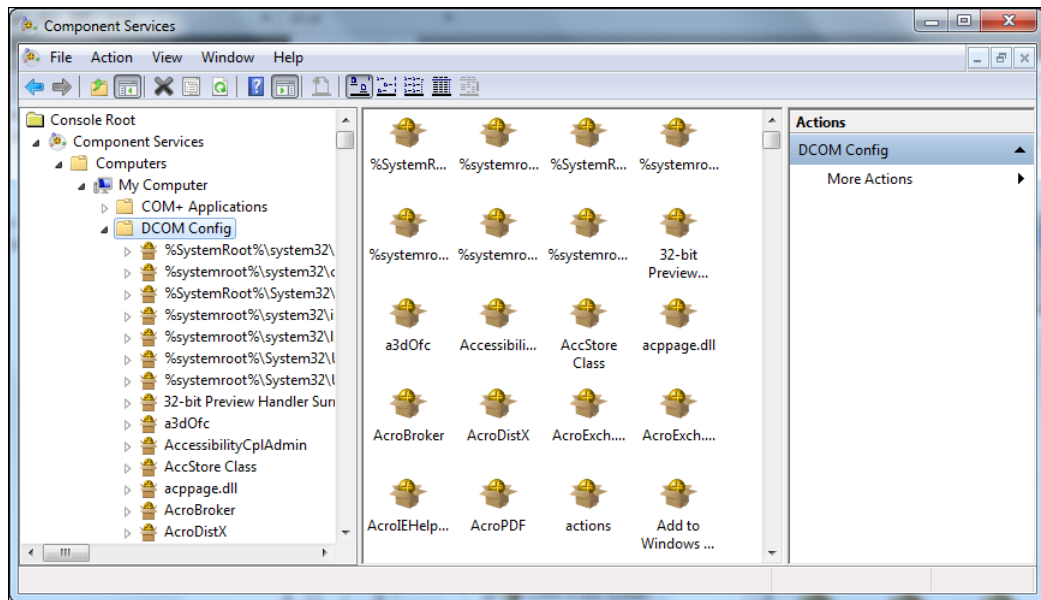 Component Services
File Action View Window Help
Console Root
Component Services
Computers
My Computer
COM+ Applications
DCOM Config
%SystemRoot%\system32\
%systemroot%\system32\c
%SystemRoot%\System32\
%systemroot%\system32\i
%systemroot%\system32\l
%systemroot%\System32\U
%systemroot%\System32\U
32-bit Preview Handler Suri
a3dOfc
AccessibilityCplAdmin
AccStore Class
acppage.dll
AcroBroker
AcroDistX
%SystemR... %systemro... %SystemR... %systemro...
%systemro... %systemro... %systemro... 32-bit
Preview...
a3dOfc Accessibili... AccStore acppage.dll
Class
AcroBroker AcroDistX AcroExch.... AcroExch....
AcroIEHelp... AcroPDF actions Add to
Windows ...
Actions
DCOM Config
More Actions